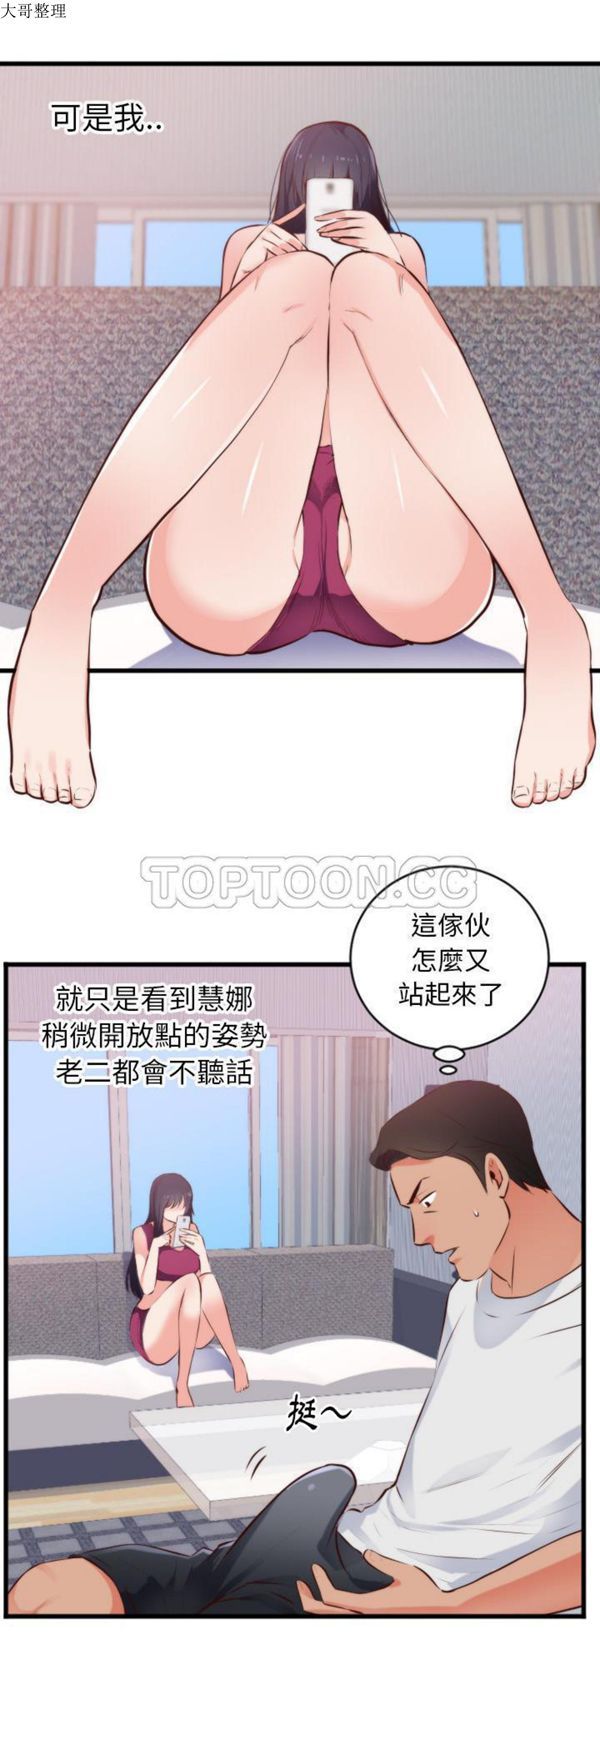 大哥整理
可是我..
TOPTOON.CC
這傢伙
怎麼又
站起來了
就只是看到慧娜
稍微開放點的姿勢
老二都會不聽話
挺～